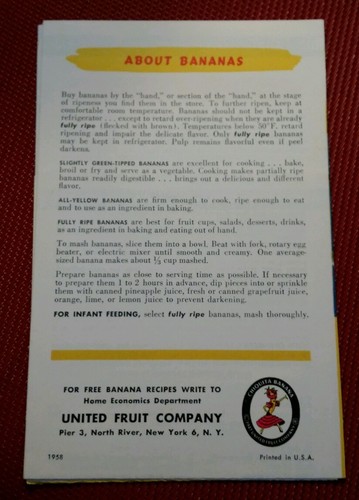 ABOUT BANANAS
Buy bananas by the "hand," or section of the "hand," at the stage
of ripeness you find them in the store. To further ripen, keep at
comfortable room temperature. Bananas should not be kept in a
refrigerator . . . except to retard over-ripening when they are already
fully ripe (flecked with brown). Temperatures below 50°F. retard
ripening and impair the delicate flavor. Only fully ripe bananas
may be kept in refrigerator. Pulp remains flavorful even if peel
darkens.
SLIGHTLY GREEN-TIPPED BANANAS are excellent for cooking . . . bake,
broil or fry and serve as a vegetable. Cooking makes partially ripe
bananas readily digestible . . . brings out a delicious and different
flavor.
ALL-YELLOW BANANAS are firm enough to cook, ripe enough to eat
and to use as an ingredient in baking.
FULLY RIPE BANANAS are best for fruit cups, salads, desserts, drinks,
as an ingredient in baking and eating out of hand.
To mash bananas, slice them into a bowl. Beat with fork, rotary egg
beater, or electric mixer until smooth and creamy. One average-
sized banana makes about ⅓ cup mashed.
Prepare bananas as close to serving time as possible. If necessary
to prepare them 1 to 2 hours in advance, dip pieces into or sprinkle
them with canned pineapple juice, fresh or canned grapefruit juice,
orange, lime, or lemon juice to prevent darkening.
FOR INFANT FEEDING, select fully ripe bananas, mash thoroughly.
FOR FREE BANANA RECIPES WRITE TO
Home Economics Department
UNITED FRUIT COMPANY
Pier 3, North River, New York 6, N. Y.
CHIQUITA BANANA
1958
Printed in U.S.A.